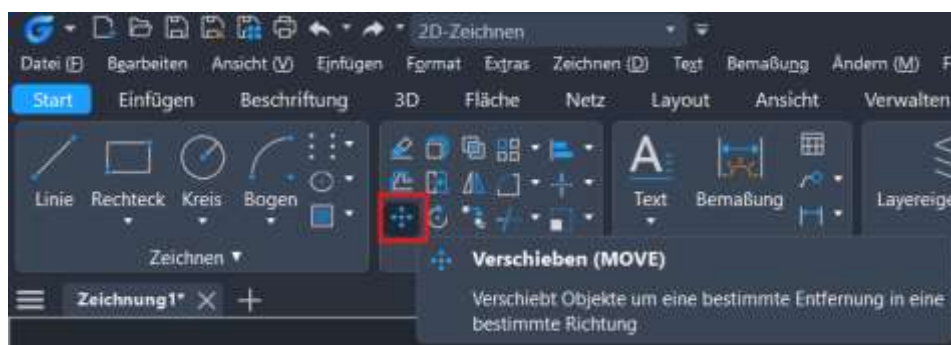 2D-Zeichnen
Datei (F) Bearbeiten Ansicht (V) Einfügen Format Extras Zeichnen (D) Text Bemaßung Ändern (M) F
Start Einfügen Beschriftung 3D Fläche Netz Layout Ansicht Verwalten
A
Linie Rechteck Kreis Bogen Text Bemaßung Layereige
Zeichnen
Verschieben (MOVE)
Zeichnung1*
Verschiebt Objekte um eine bestimmte Entfernung in eine
bestimmte Richtung